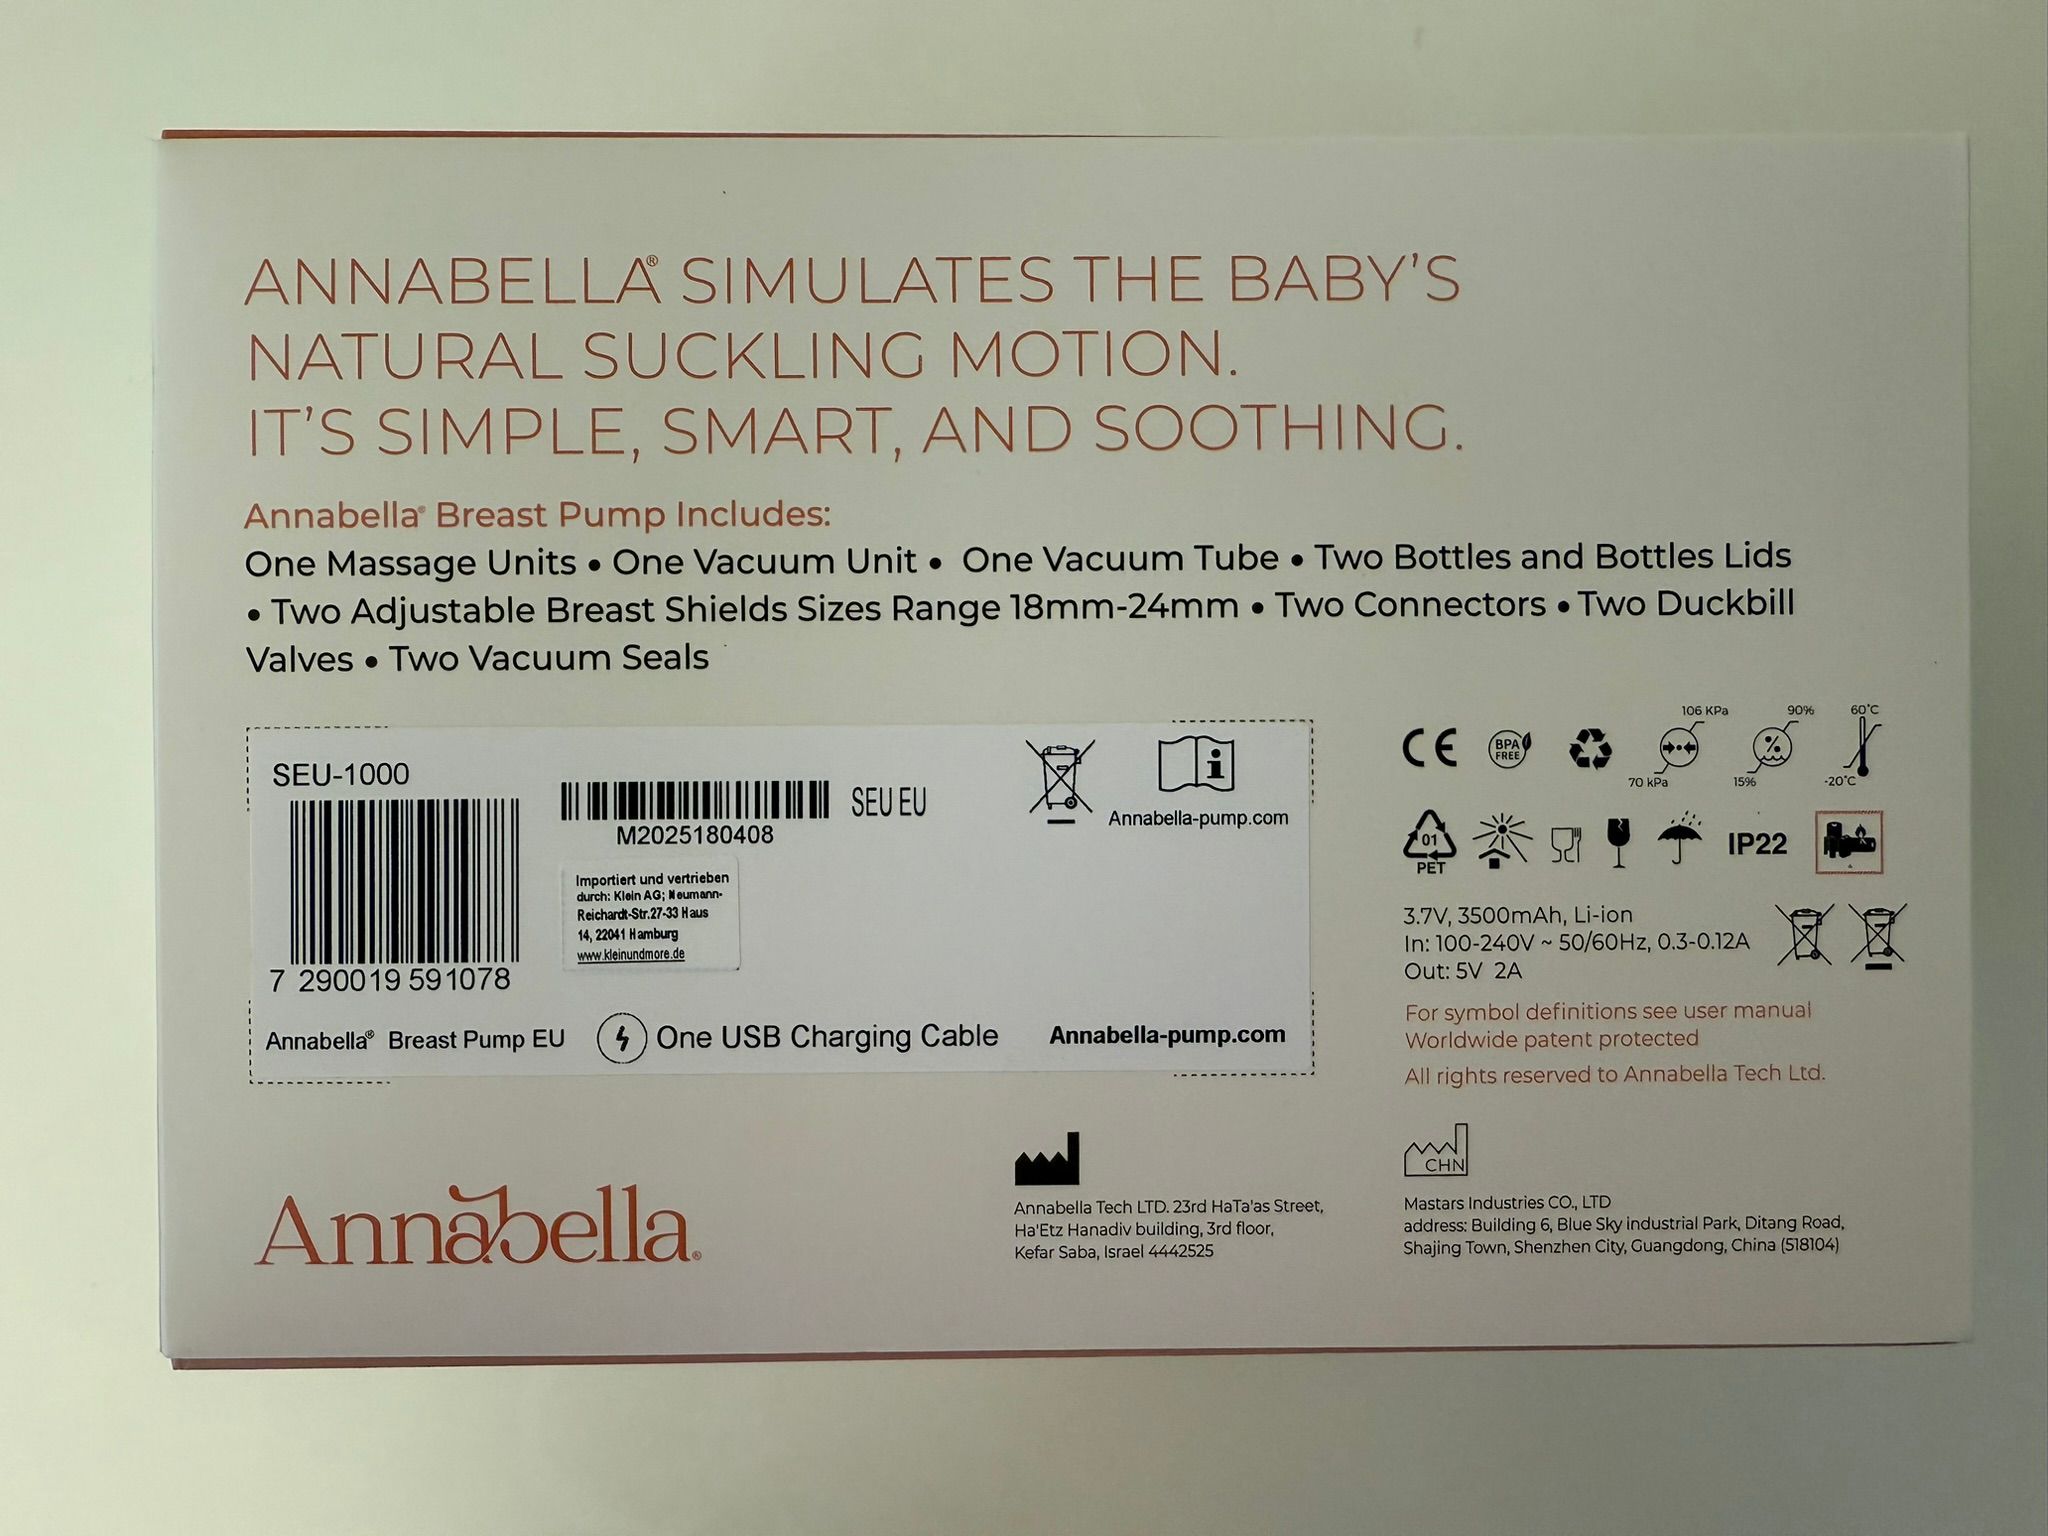 ANNABELLA® SIMULATES THE BABY'S
NATURAL SUCKLING MOTION.
IT'S SIMPLE, SMART, AND SOOTHING.
Annabella® Breast Pump Includes:
One Massage Units • One Vacuum Unit • One Vacuum Tube • Two Bottles and Bottles Lids
• Two Adjustable Breast Shields Sizes Range 18mm-24mm • Two Connectors • Two Duckbill
Valves • Two Vacuum Seals
SEU-1000
7 290019 591078
M2025180408
SEU EU
Importiert und vertrieben
durch: Klein AG; Neumann-
Reichardt-Str.27-33 Haus
14, 22041 Hamburg
www.kleinundmore.de
Annabella-pump.com
Annabella® Breast Pump EU
One USB Charging Cable
Annabella-pump.com
CE
BPA
FREE
106 KPa
70 kPa
90%
%
15%
60°C
-20°C
01
PET
IP22
3.7V, 3500mAh, Li-ion
In: 100-240V ~ 50/60Hz, 0.3-0.12A
Out: 5V 2A
For symbol definitions see user manual
Worldwide patent protected
All rights reserved to Annabella Tech Ltd.
Annabella®
Annabella Tech LTD. 23rd HaTa'as Street,
Ha'Etz Hanadiv building, 3rd floor,
Kefar Saba, Israel 4442525
CHN
Mastars Industries CO., LTD
address: Building 6, Blue Sky industrial Park, Ditang Road,
Shajing Town, Shenzhen City, Guangdong, China (518104)